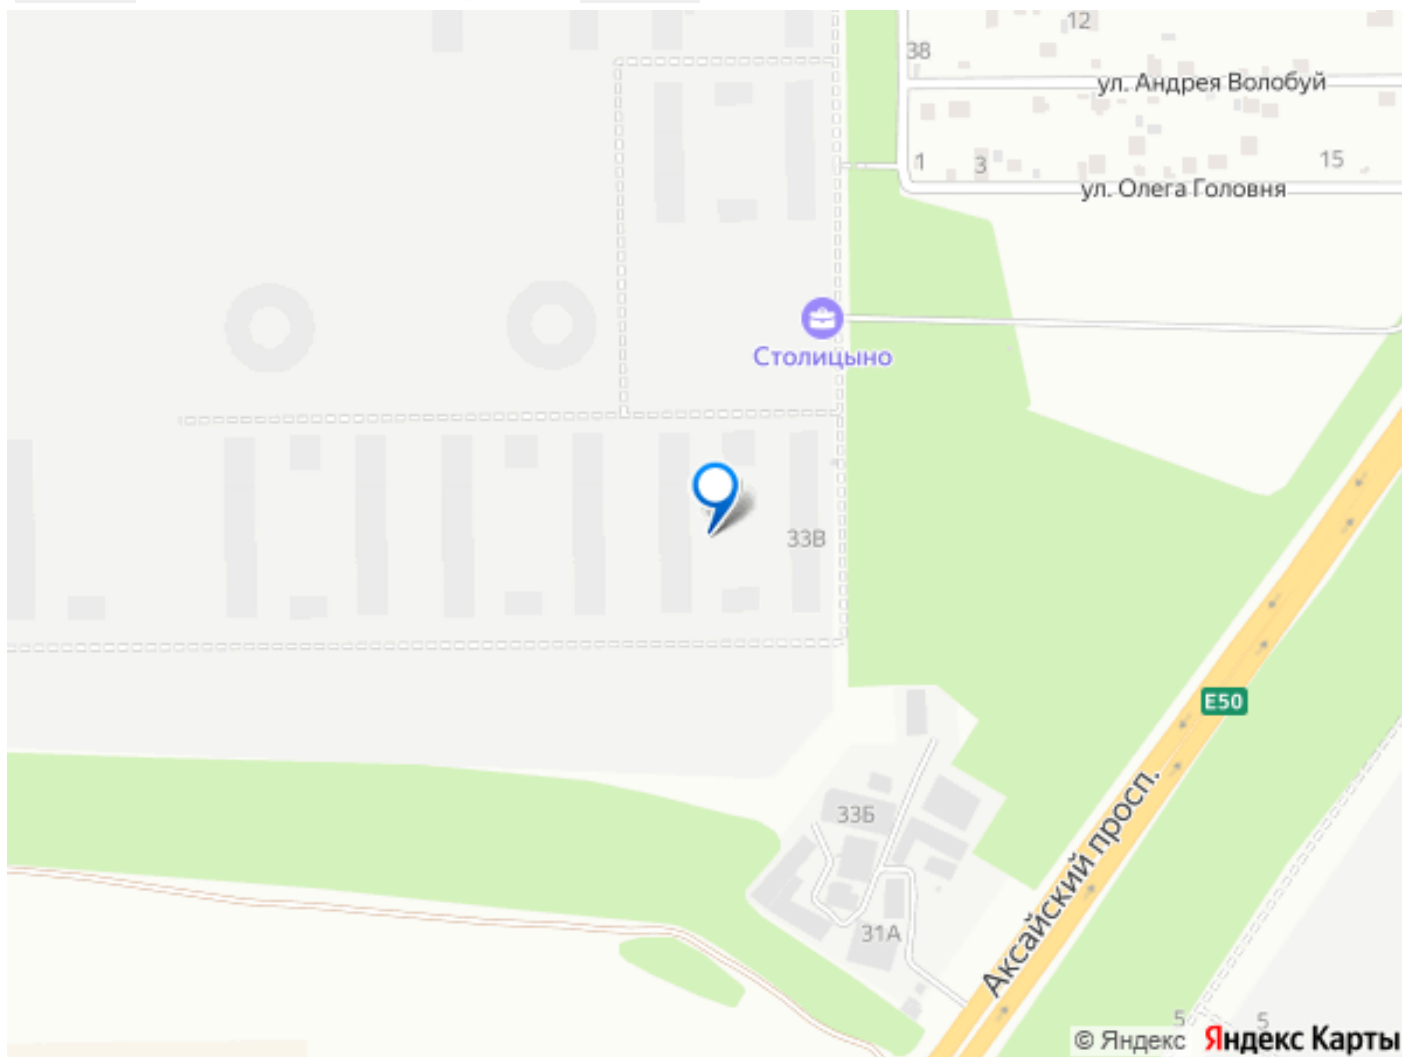 12
38
ул. Андрея Волобуй
1
3
15
ул. Олега Головня
Столицыно
33В
E50
33Б
Аксайский просп.
31А
5
5
© Яндекс Яндекс Карты